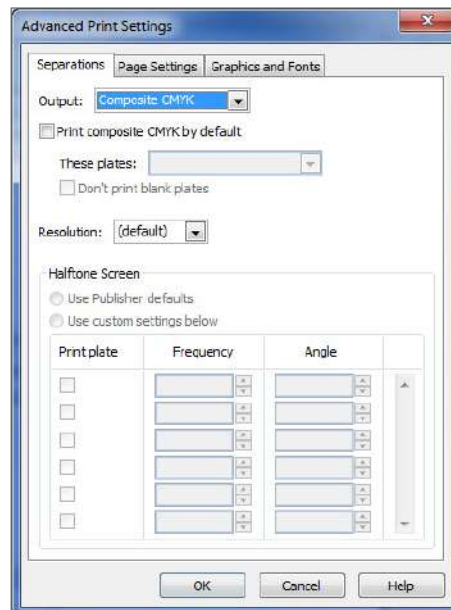 Advanced Print Settings
Separations Page Settings Graphics and Fonts
Output: Composite CMYK
Print composite CMYK by default
These plates:
Don't print blank plates
Resolution: (default)
Halftone Screen
Use Publisher defaults
Use custom settings below
Print plate Frequency Angle
OK Cancel Help